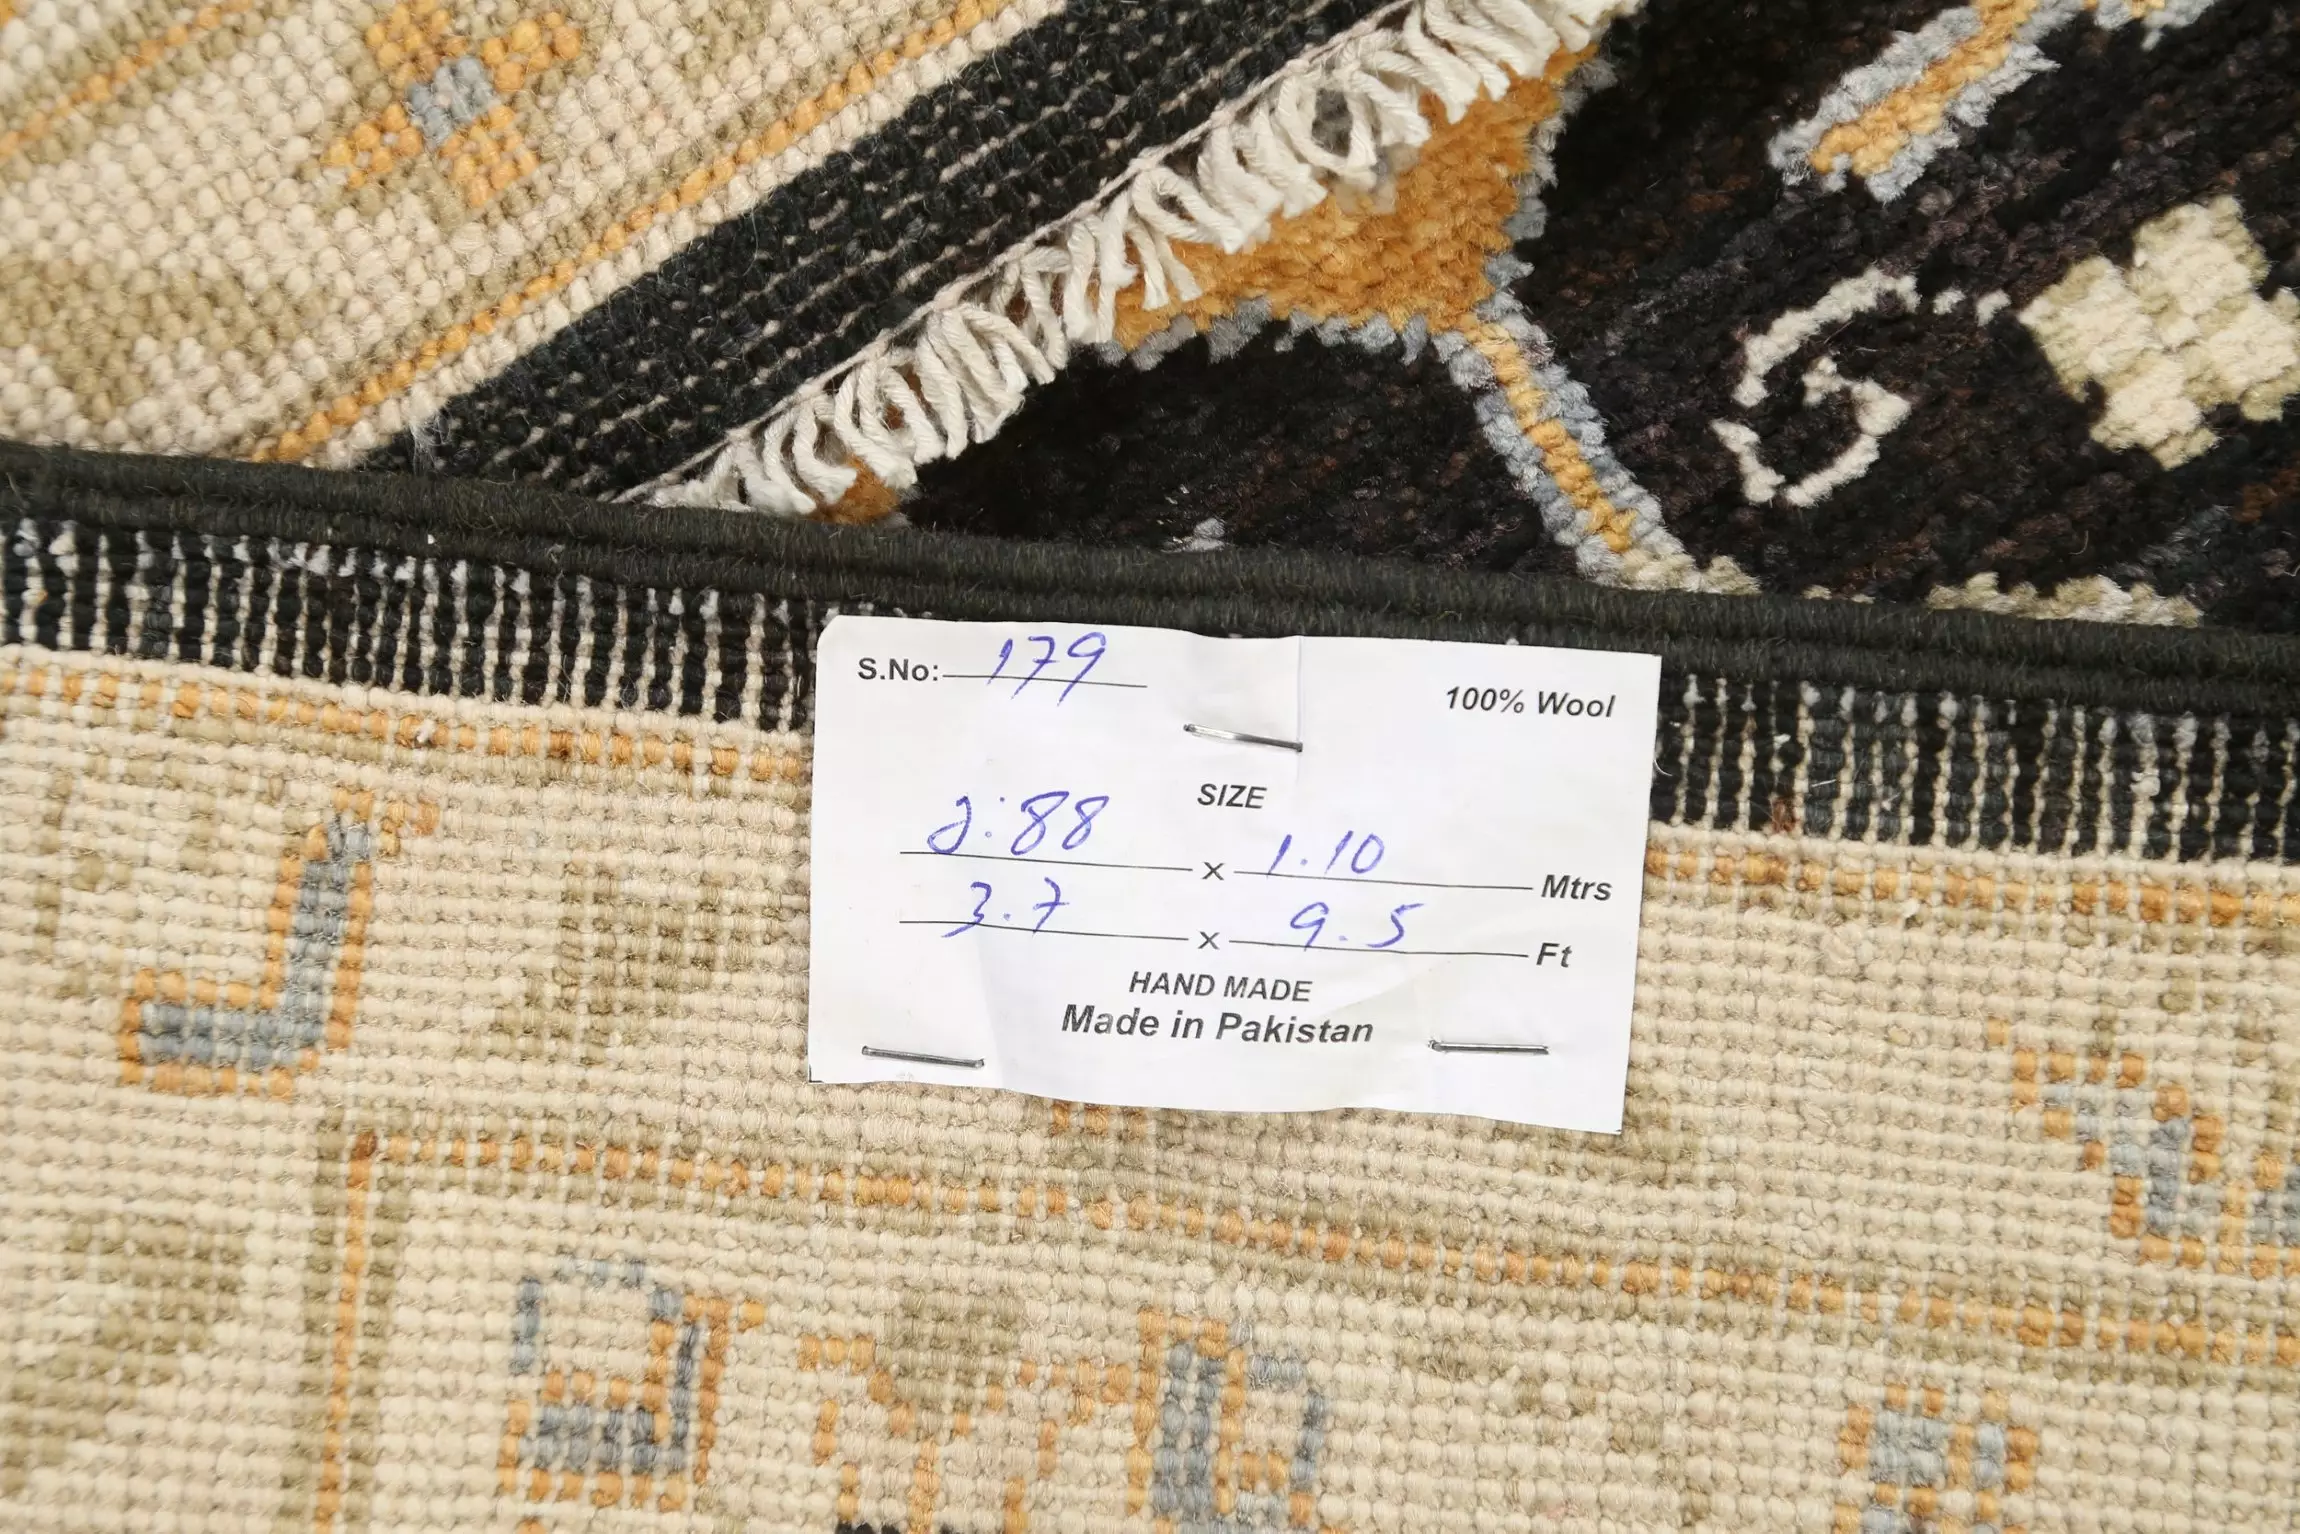 S.No: 179
100% Wool
SIZE
2:88 x 1.10 Mtrs
3.7 x 9.5 Ft
HAND MADE
Made in Pakistan